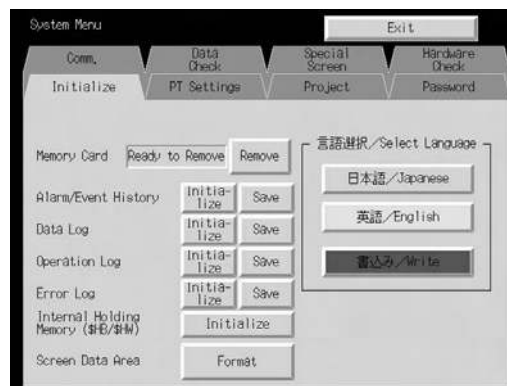 System Menu
Exit
Comm.
Data
Check
Special
Screen
Hardware
Check
Initialize
PT Settings
Project
Password
Memory Card
Ready to Remove
Remove
Alarm/Event History
Initia-
lize
Save
Data Log
Initia-
lize
Save
Operation Log
Initia-
lize
Save
Error Log
Initia-
lize
Save
Internal Holding
Memory ($HB/$HW)
Initialize
Screen Data Area
Format
言語選択/Select Language
日本語/Japanese
英語/English
書込み/Write